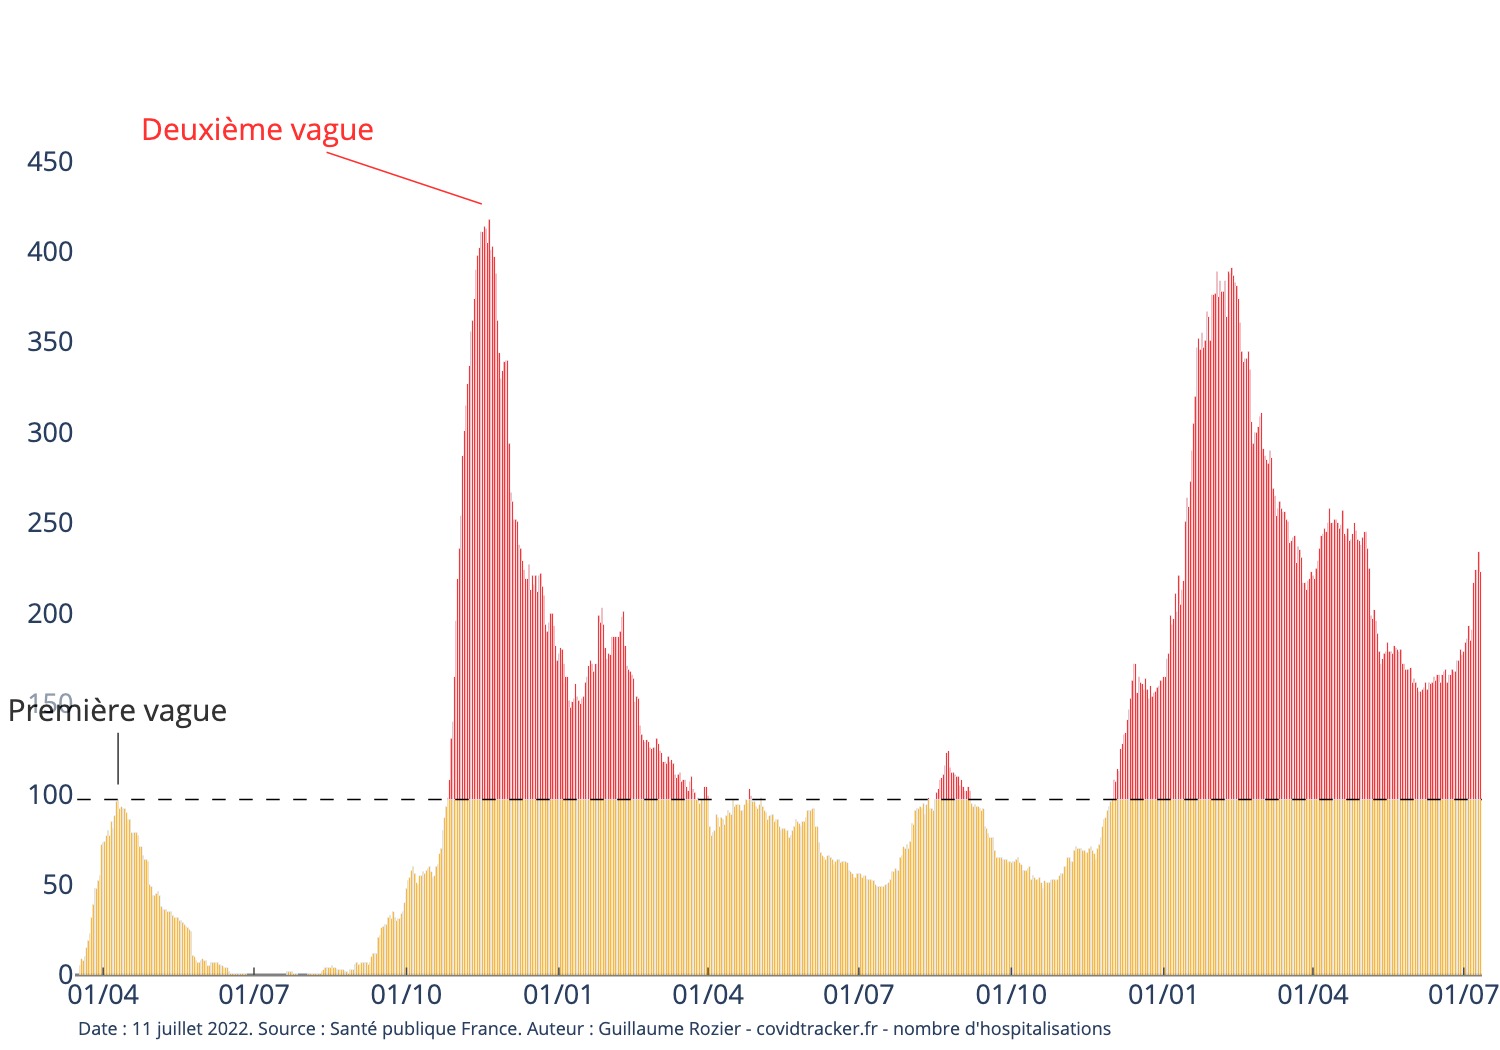 Deuxième vague
450
400
350
300
250
200
150
Première vague
100
50
0
01/04 01/07 01/10 01/01 01/04 01/07 01/10 01/01 01/04 01/07
Date : 11 juillet 2022. Source : Santé publique France. Auteur : Guillaume Rozier - covidtracker.fr - nombre d'hospitalisations